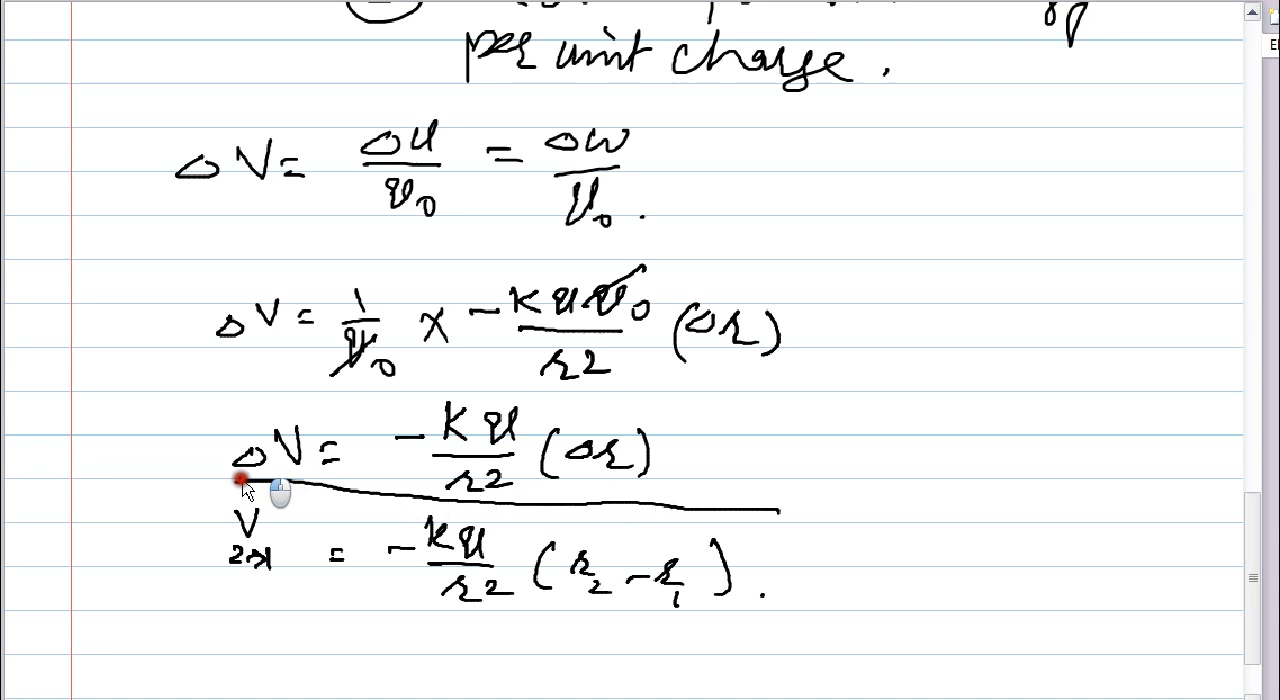 per unit charge.
ΔV = ΔU/q₀ = ΔW/q₀.
ΔV = 1/q₀ × -Kqq₀/r² (Δr)
ΔV = -Kq/r² (Δr)
V₂→₁ = -Kq/r² (r₂ - r₁).